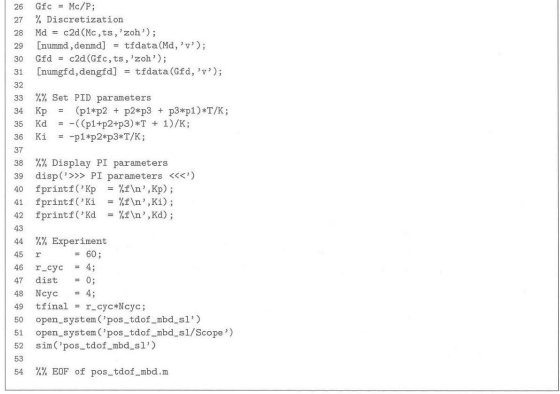 26 Gfc = Mc/P;
27 % Discretization
28 Md = c2d(Mc,ts,'zoh');
29 [nummd,denmd] = tfdata(Md,'v');
30 Gfd = c2d(Gfc,ts,'zoh');
31 [numgfd,dengfd] = tfdata(Gfd,'v');
32
33 %% Set PID parameters
34 Kp  =  (p1*p2 + p2*p3 + p3*p1)*T/K;
35 Kd  = -((p1+p2+p3)*T + 1)/K;
36 Ki  = -p1*p2*p3*T/K;
37
38 %% Display PI parameters
39 disp('>>> PI parameters <<<')
40 fprintf('Kp  = %f\n',Kp);
41 fprintf('Ki  = %f\n',Ki);
42 fprintf('Kd  = %f\n',Kd);
43
44 %% Experiment
45 r      = 60;
46 r_cyc  = 4;
47 dist   = 0;
48 Ncyc   = 4;
49 tfinal = r_cyc*Ncyc;
50 open_system('pos_tdof_mbd_sl')
51 open_system('pos_tdof_mbd_sl/Scope')
52 sim('pos_tdof_mbd_sl')
53
54 %% EOF of pos_tdof_mbd.m